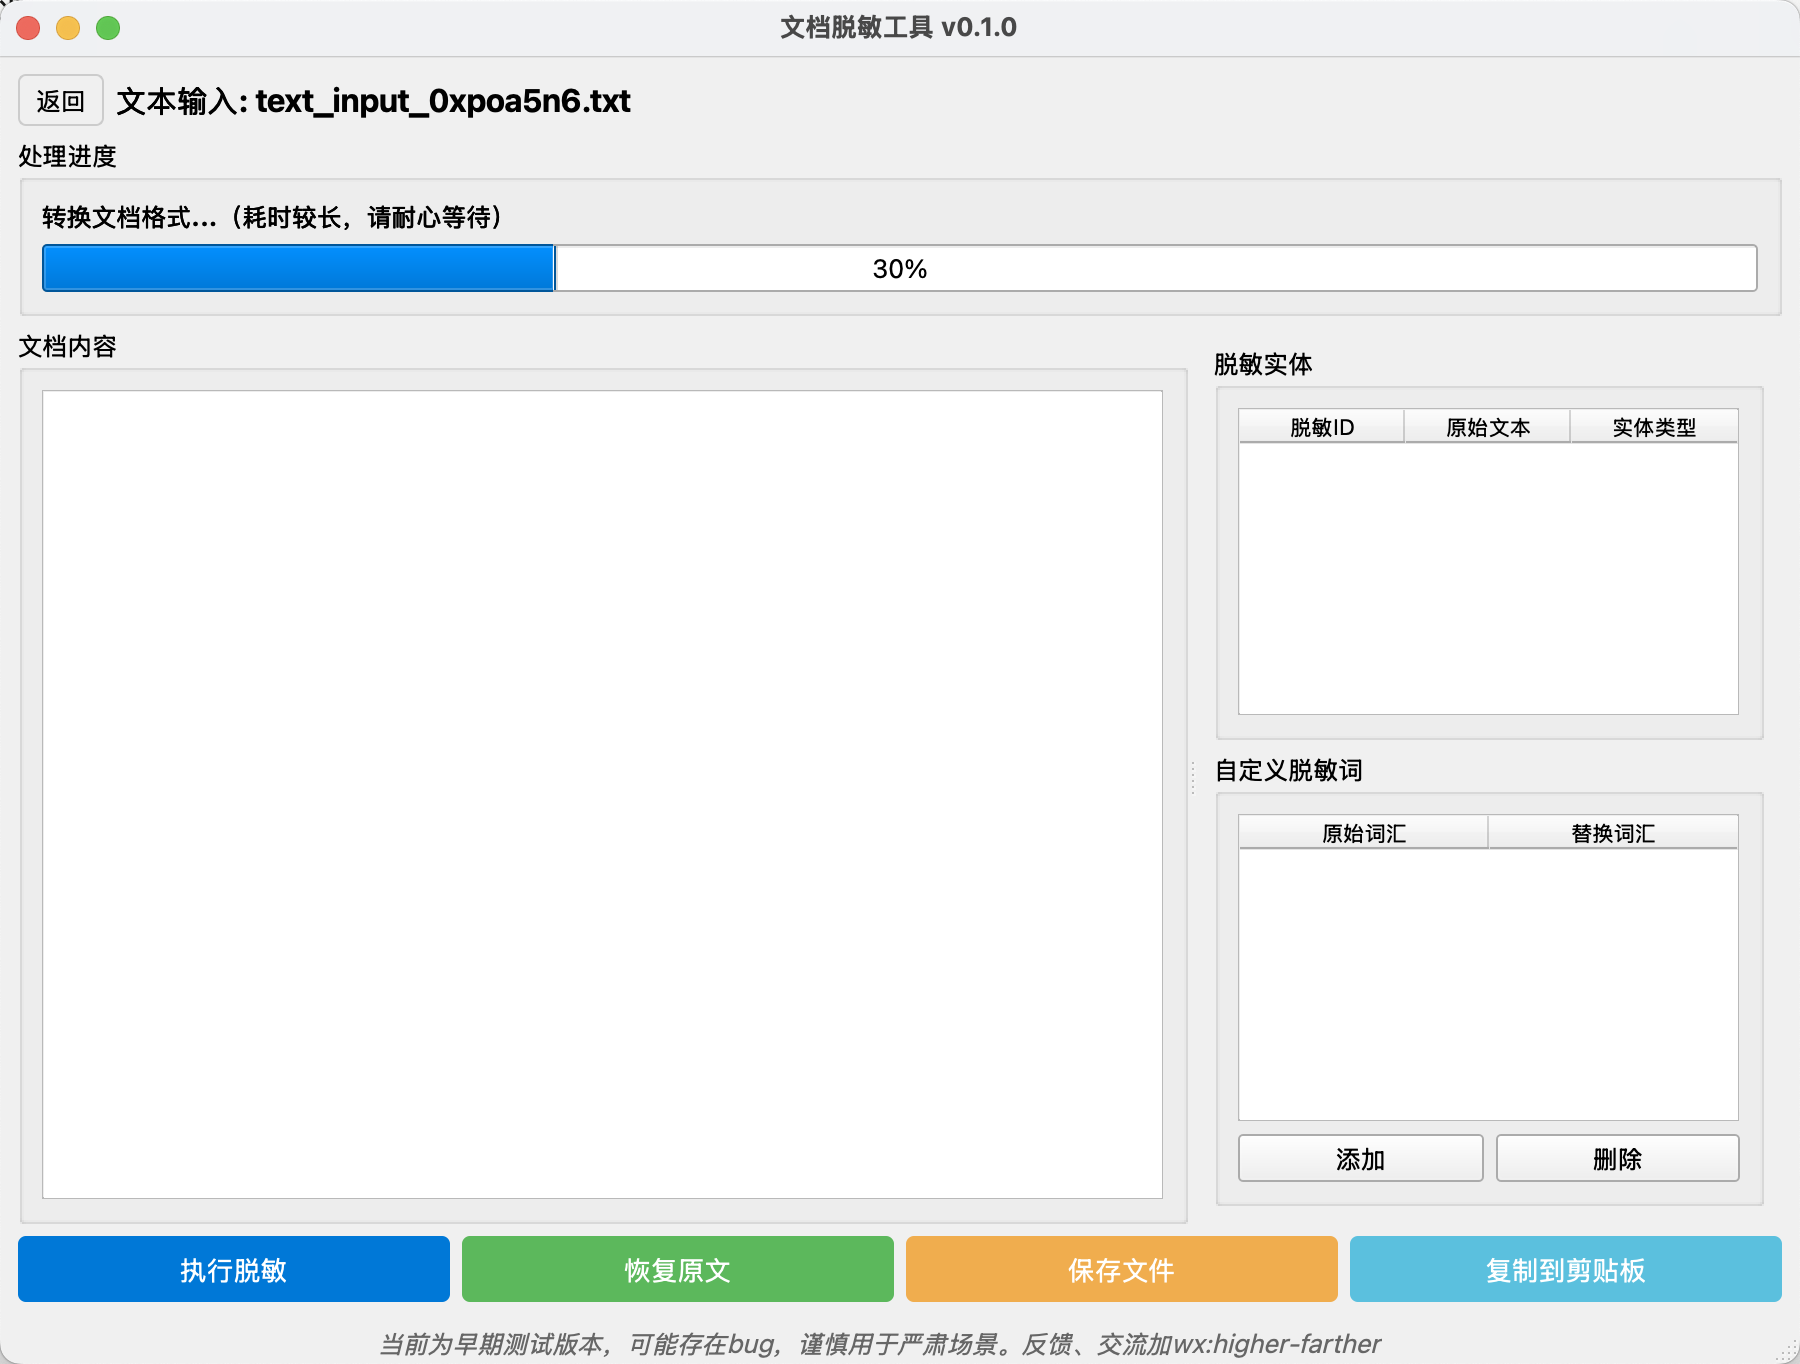 文档脱敏工具 v0.1.0
返回
文本输入: text_input_0xpoa5n6.txt
处理进度
转换文档格式...（耗时较长，请耐心等待）
30%
文档内容
脱敏实体
脱敏ID 原始文本 实体类型
自定义脱敏词
原始词汇 替换词汇
添加 删除
执行脱敏 恢复原文 保存文件 复制到剪贴板
当前为早期测试版本，可能存在bug，谨慎用于严肃场景。反馈、交流加wx:higher-farther